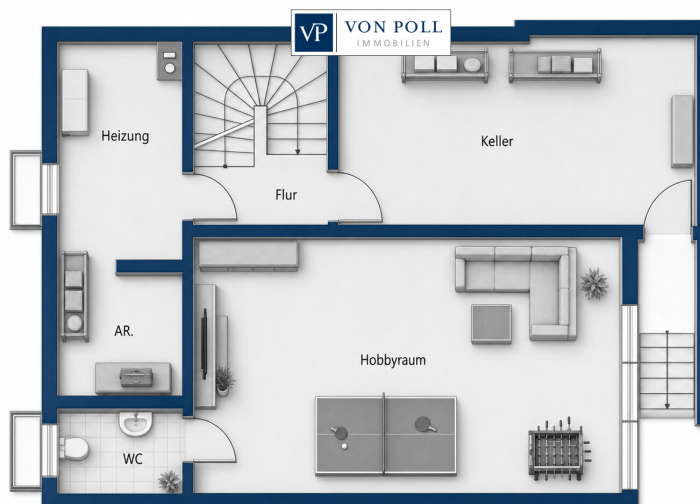 VP
VON POLL
IMMOBILIEN
Heizung
Keller
Flur
AR.
Hobbyraum
WC